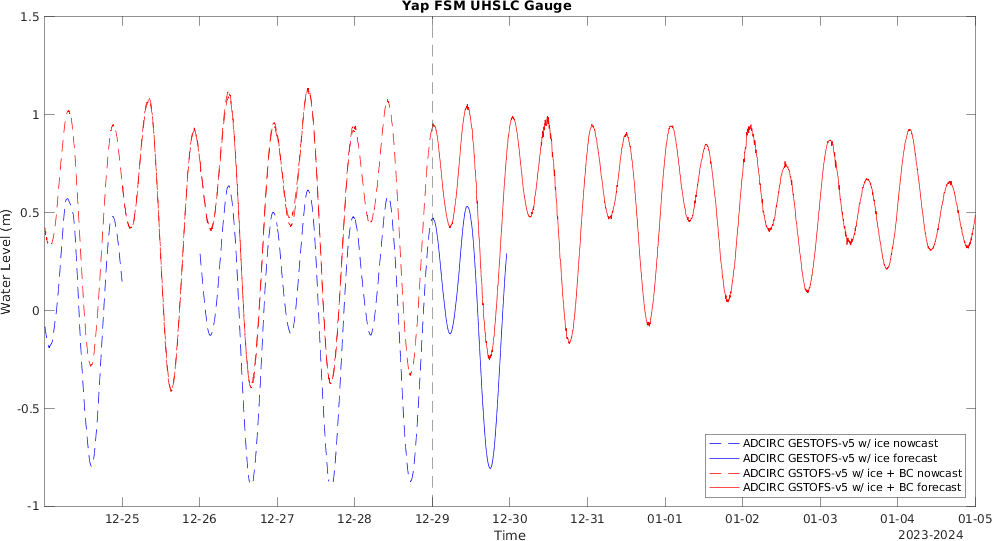 Yap FSM UHSLC Gauge
1.5
1
0.5
0
-0.5
-1
Water Level (m)
ADCIRC GESTOFS-v5 w/ ice nowcast
ADCIRC GESTOFS-v5 w/ ice forecast
ADCIRC GSTOFS-v5 w/ ice + BC nowcast
ADCIRC GSTOFS-v5 w/ ice + BC forecast
12-25 12-26 12-27 12-28 12-29 12-30 12-31 01-01 01-02 01-03 01-04 01-05
Time
2023-2024